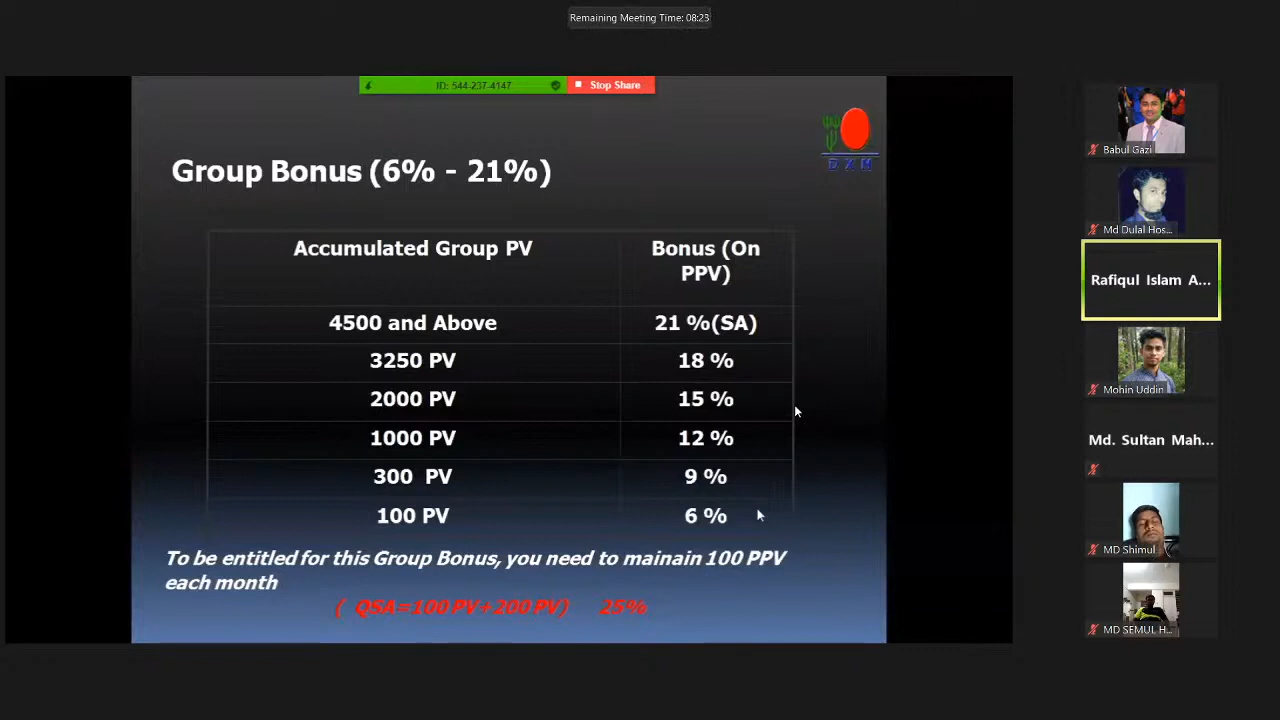 Remaining Meeting Time: 08:23
ID: 544-237-4147
Stop Share
DXN
Group Bonus (6% - 21%)
Accumulated Group PV
Bonus (On
PPV)
4500 and Above
21 %(SA)
3250 PV
18 %
2000 PV
15 %
1000 PV
12 %
300 PV
9 %
100 PV
6 %
To be entitled for this Group Bonus, you need to mainain 100 PPV
each month
( QSA=100 PV+200 PV) 25%
Babul Gazi
Md Dulal Hos...
Rafiqul Islam A...
Mohin Uddin
Md. Sultan Mah...
MD Shimul
MD SEMUL H...